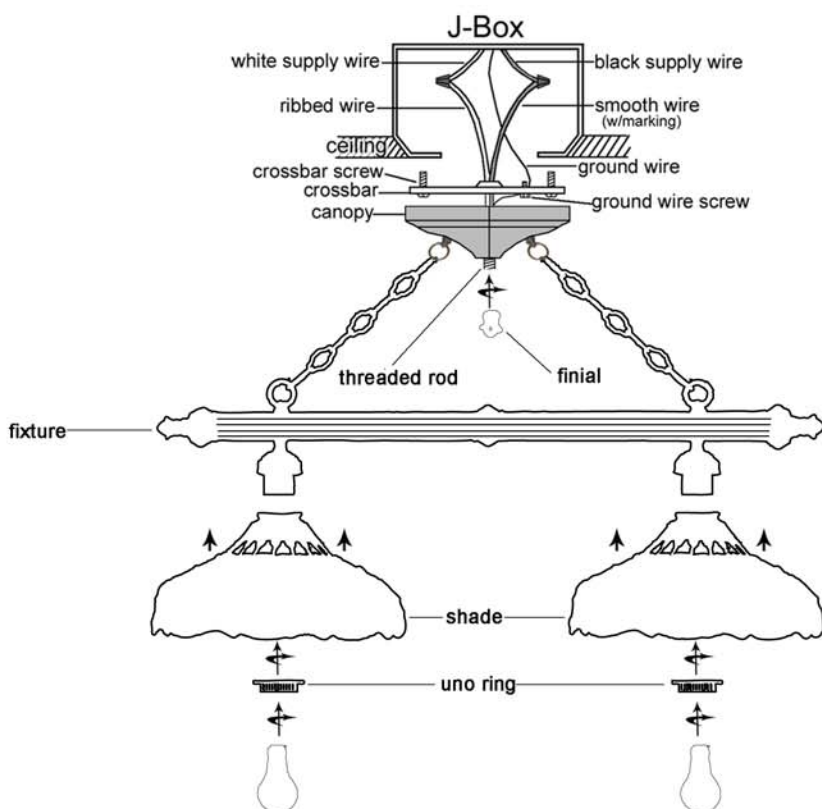 J-Box
white supply wire
black supply wire
ribbed wire
smooth wire
(w/marking)
ceiling
ground wire
crossbar screw
crossbar
ground wire screw
canopy
threaded rod
finial
fixture
shade
uno ring